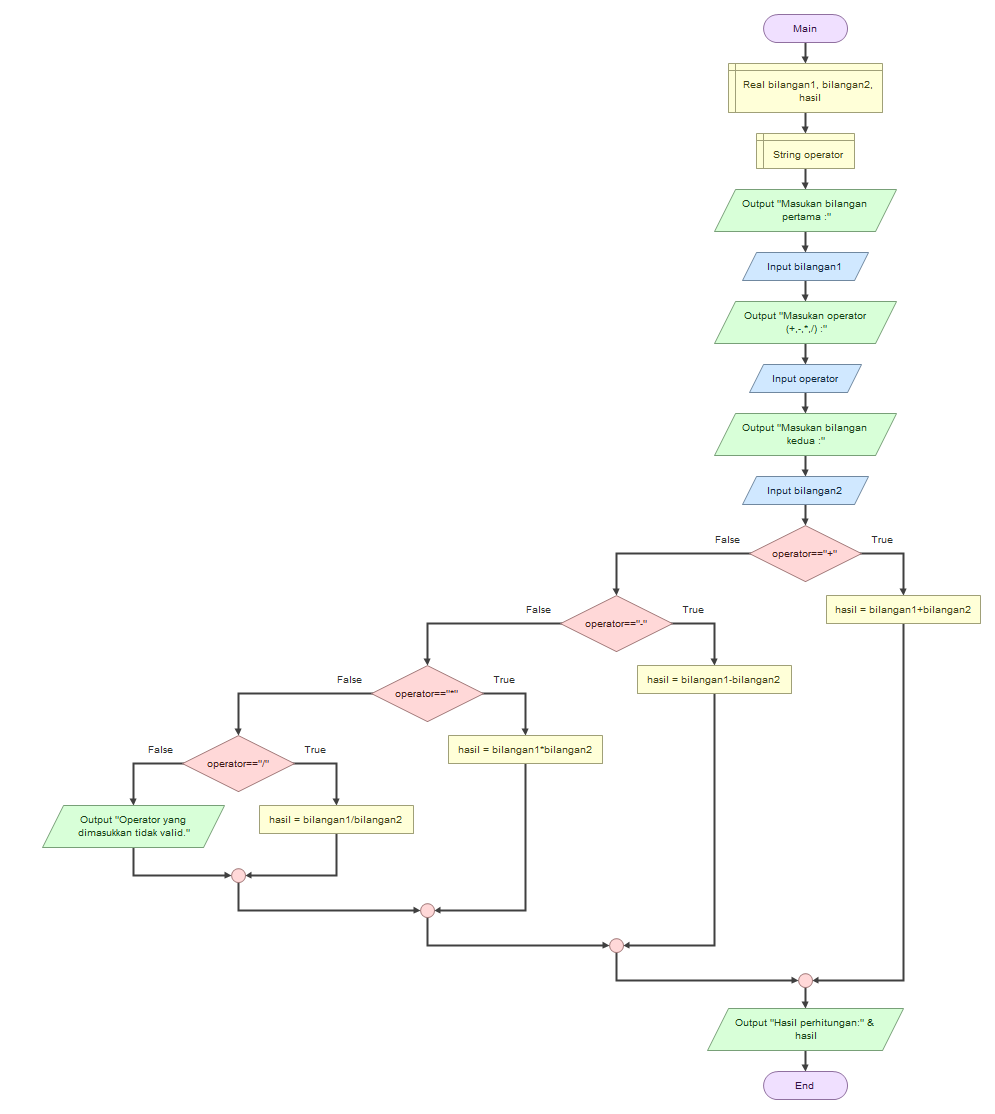 Main
Real bilangan1, bilangan2,
hasil
String operator
Output "Masukan bilangan
pertama :"
Input bilangan1
Output "Masukan operator
(+,-,*,/) :"
Input operator
Output "Masukan bilangan
kedua :"
Input bilangan2
False
True
operator=="+"
False
True
hasil = bilangan1+bilangan2
operator=="-"
False
True
hasil = bilangan1-bilangan2
operator=="*"
False
True
hasil = bilangan1*bilangan2
operator=="/"
Output "Operator yang
dimasukkan tidak valid."
hasil = bilangan1/bilangan2
Output "Hasil perhitungan:" &
hasil
End